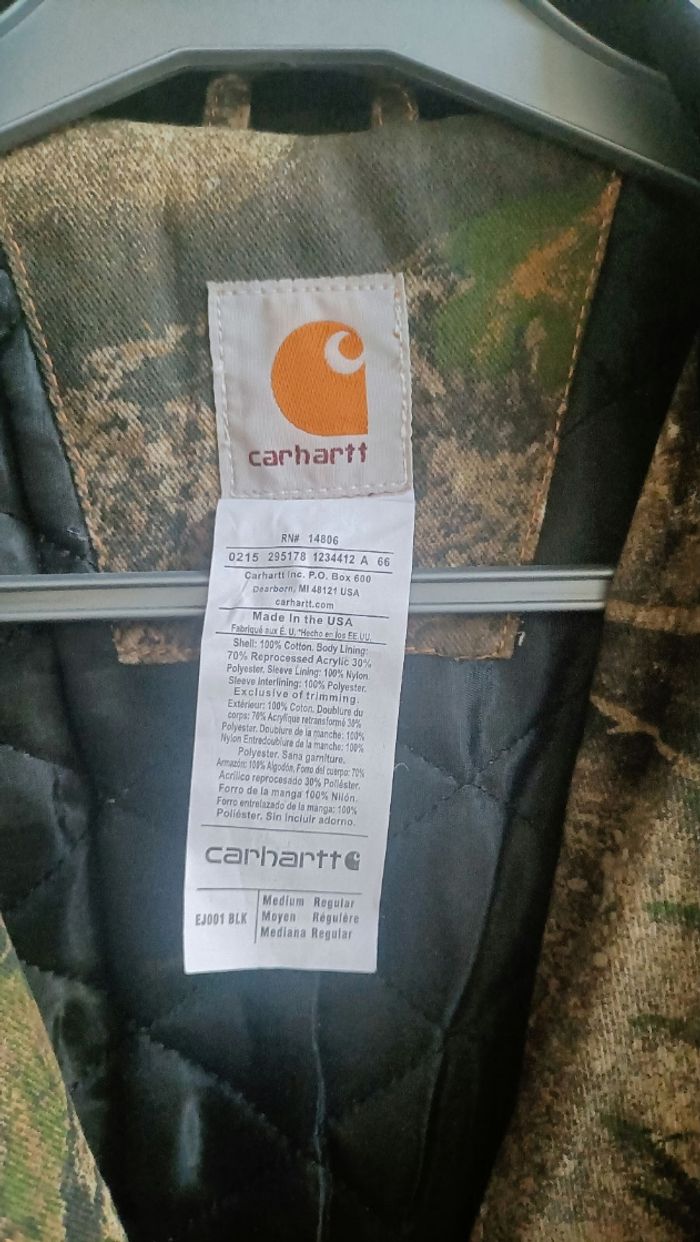 carhartt
RN# 14806
0215 295178 1234412 A 66
Carhartt Inc. P.O. Box 600
Dearborn, MI 48121 USA
carhartt.com
Made in the USA
Fabriqué aux É. U. *Hecho en los EE UU.
Shell: 100% Cotton. Body Lining:
70% Reprocessed Acrylic 30%
Polyester. Sleeve Lining: 100% Nylon.
Sleeve Interlining: 100% Polyester.
Exclusive of trimming.
Extérieur: 100% Coton. Doublure du
corps: 70% Acrylique retransformé 30%
Polyester. Doublure de la manche: 100%
Nylon Entredoublure de la manche: 100%
Polyester. Sans garniture.
Armazón: 100% Algodón. Forro del cuerpo: 70%
Acrílico reprocesado 30% Poliéster.
Forro de la manga 100% Nilón.
Forro entrelazado de la manga: 100%
Poliéster. Sin incluir adorno.
carhartt
EJ001 BLK
Medium Regular
Moyen Régulére
Mediana Regular